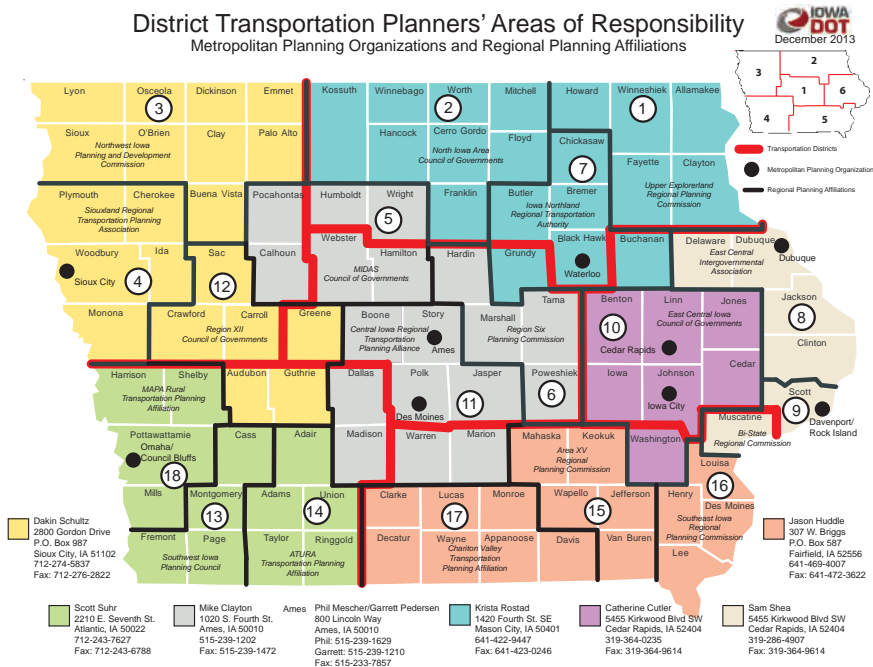 District Transportation Planners' Areas of Responsibility
Metropolitan Planning Organizations and Regional Planning Affiliations
IOWA
DOT
December 2013
3
2
1
6
4
5
Transportation Districts
Metropolitan Planning Organization
Regional Planning Affiliations
Lyon
Osceola
Dickinson
Emmet
3
Sioux
O'Brien
Clay
Palo Alto
Northwest Iowa
Planning and Development
Commission
Kossuth
Winnebago
Worth
Mitchell
2
Hancock
Cerro Gordo
Floyd
North Iowa Area
Council of Governments
Franklin
Howard
Winneshiek
Allamakee
1
Chickasaw
7
Fayette
Clayton
Upper Explorerland
Regional Planning
Commission
Butler
Bremer
Iowa Northland
Regional Transportation
Authority
Grundy
Black Hawk
Waterloo
Buchanan
Plymouth
Cherokee
Buena Vista
Pocahontas
Siouxland Regional
Transportation Planning
Association
Humboldt
Wright
5
Webster
Hamilton
Hardin
Calhoun
MIDAS
Council of Governments
Woodbury
Ida
Sac
Sioux City
4
12
Monona
Crawford
Carroll
Greene
Region XII
Council of Governments
Boone
Story
Central Iowa Regional
Transportation
Planning Alliance
Ames
Marshall
Tama
Region Six
Planning Commission
Delaware
Dubuque
East Central
Intergovernmental
Association
Dubuque
Jackson
8
Clinton
Benton
Linn
Jones
10
East Central Iowa
Council of Governments
Cedar Rapids
Iowa
Johnson
Cedar
Iowa City
Washington
Scott
9
Davenport/
Rock Island
Muscatine
Bi-State
Regional Commission
Harrison
Shelby
Audubon
Guthrie
Dallas
MAPA Rural
Transportation Planning
Affiliation
Polk
Jasper
Poweshiek
Des Moines
11
6
Pottawattamie
Omaha/
Council Bluffs
18
Cass
Adair
Madison
Warren
Marion
Mahaska
Keokuk
Area XV
Regional
Planning Commission
Louisa
16
Mills
Montgomery
Adams
Union
13
14
Clarke
Lucas
Monroe
17
Wapello
Jefferson
15
Henry
Des Moines
Southeast Iowa
Regional
Planning Commission
Fremont
Page
Taylor
Ringgold
Southwest Iowa
Planning Council
ATURA
Transportation Planning
Affiliation
Decatur
Wayne
Appanoose
Chariton Valley
Transportation
Planning Affiliation
Davis
Van Buren
Lee
Dakin Schultz
2800 Gordon Drive
P.O. Box 987
Sioux City, IA 51102
712-274-5837
Fax: 712-276-2822
Jason Huddle
307 W. Briggs
P.O. Box 587
Fairfield, IA 52556
641-469-4007
Fax: 641-472-3622
Scott Suhr
2210 E. Seventh St.
Atlantic, IA 50022
712-243-7627
Fax: 712-243-6788
Mike Clayton
1020 S. Fourth St.
Ames, IA 50010
515-239-1202
Fax: 515-239-1472
Ames
Phil Mescher/Garrett Pedersen
800 Lincoln Way
Ames, IA 50010
Phil: 515-239-1629
Garrett: 515-239-1210
Fax: 515-233-7857
Krista Rostad
1420 Fourth St. SE
Mason City, IA 50401
641-422-9447
Fax: 641-423-0246
Catherine Cutler
5455 Kirkwood Blvd SW
Cedar Rapids, IA 52404
319-364-0235
Fax: 319-364-9614
Sam Shea
5455 Kirkwood Blvd SW
Cedar Rapids, IA 52404
319-286-4907
Fax: 319-364-9614